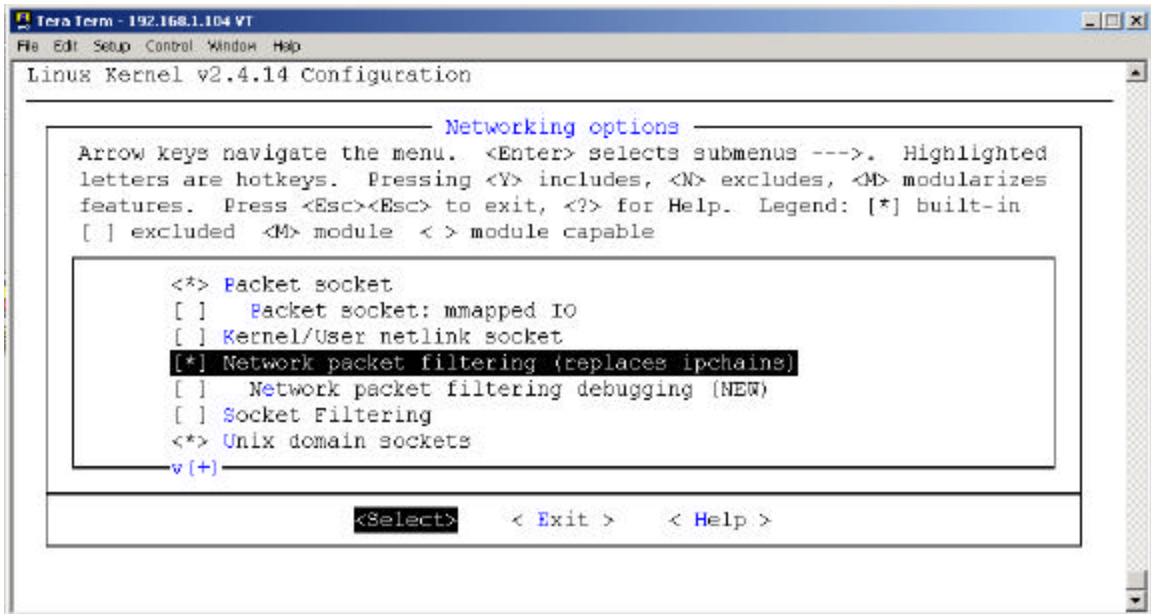 Tera Term - 192.168.1.104 VT
File Edit Setup Control Window Help
Linux Kernel v2.4.14 Configuration
Networking options
Arrow keys navigate the menu. <Enter> selects submenus --->. Highlighted
letters are hotkeys. Pressing <Y> includes, <N> excludes, <M> modularizes
features. Press <Esc><Esc> to exit, <?> for Help. Legend: [*] built-in
[ ] excluded <M> module < > module capable
<*> Packet socket
[ ] Packet socket: mmapped IO
[ ] Kernel/User netlink socket
[*] Network packet filtering (replaces ipchains)
[ ] Network packet filtering debugging (NEW)
[ ] Socket Filtering
<*> Unix domain sockets
v(+)
<Select> < Exit > < Help >